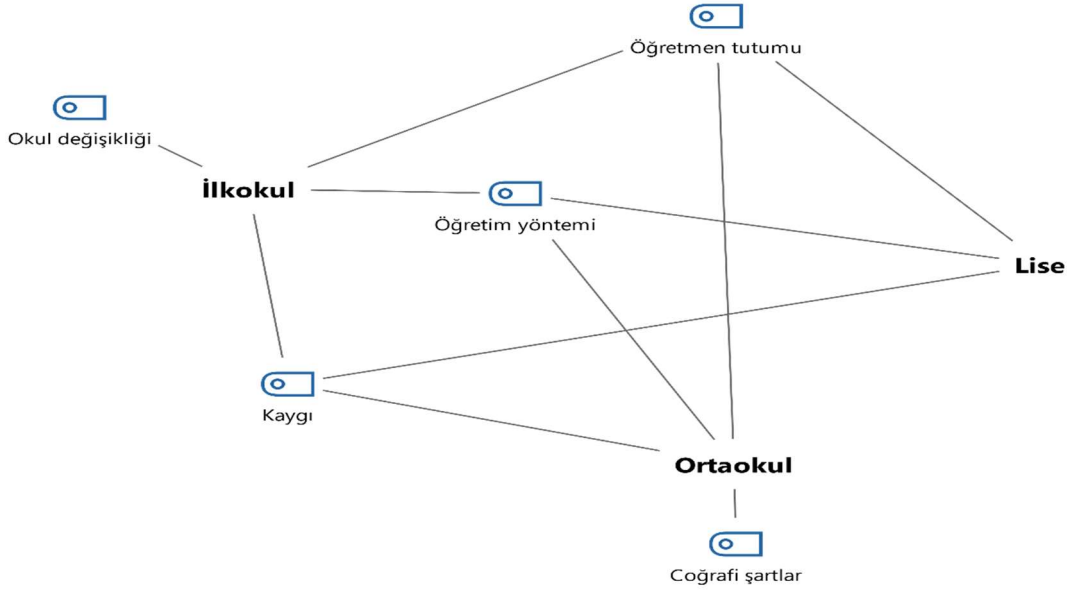 Öğretmen tutumu
Okul değişikliği
İlkokul
Öğretim yöntemi
Lise
Kaygı
Ortaokul
Coğrafi şartlar